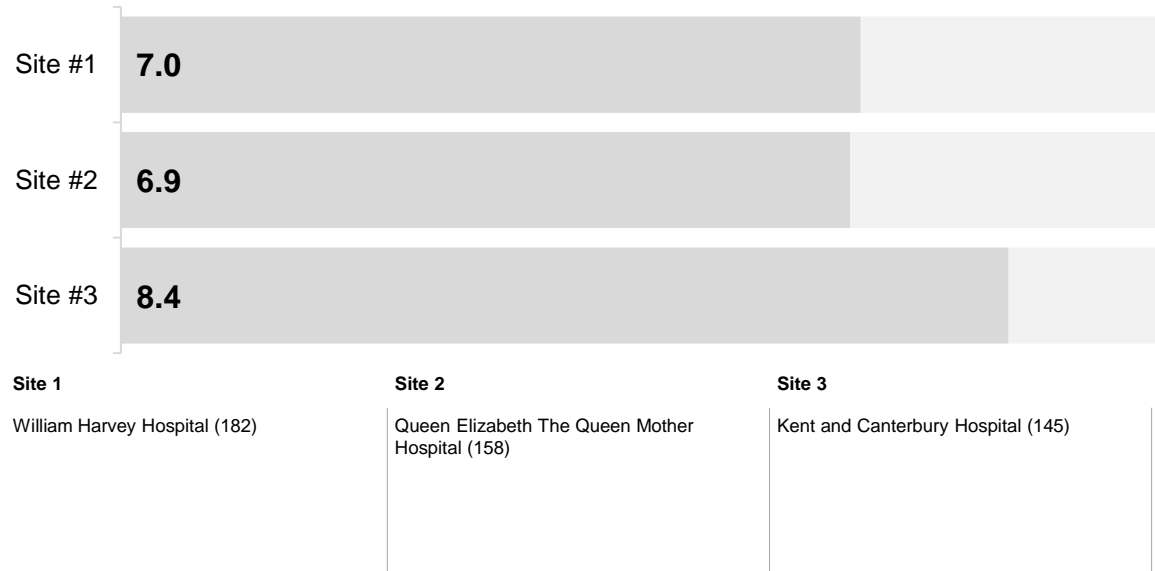 Site #1
7.0
Site #2
6.9
Site #3
8.4
Site 1
William Harvey Hospital (182)
Site 2
Queen Elizabeth The Queen Mother
Hospital (158)
Site 3
Kent and Canterbury Hospital (145)